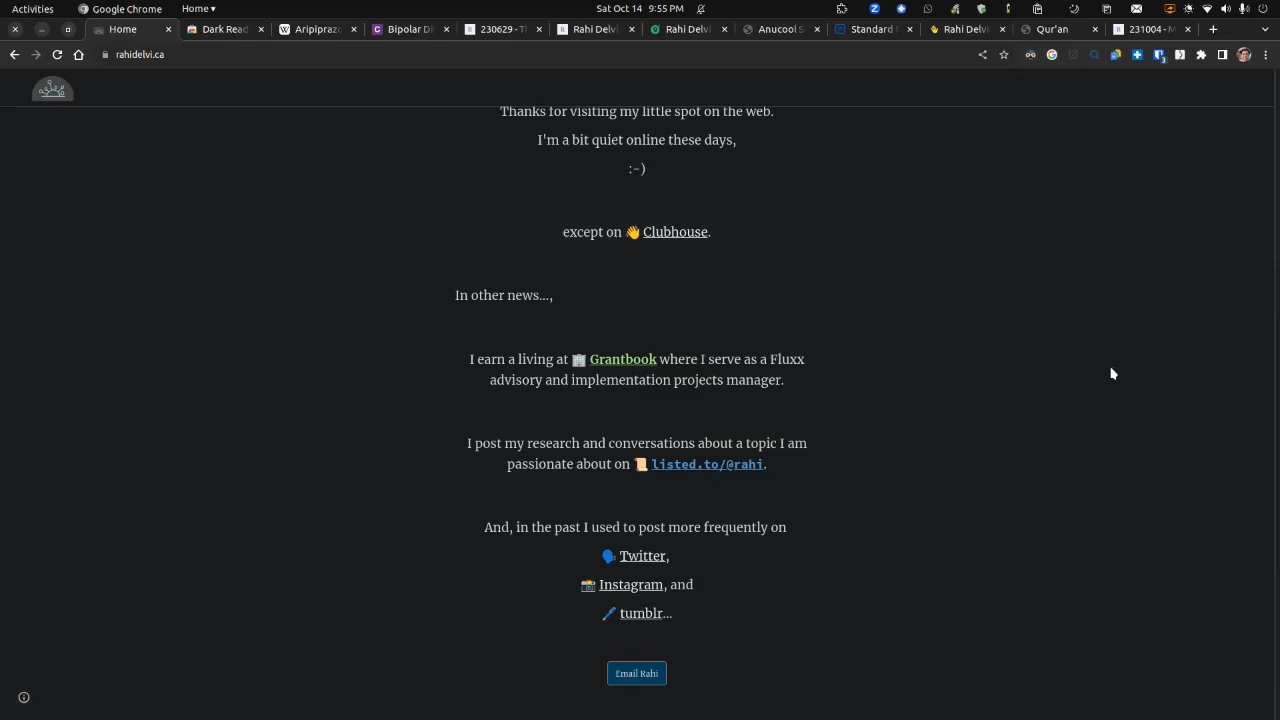 Activities
Google Chrome
Home ▾
Sat Oct 14 9:55 PM
Home
Dark Read
Aripipraz
Bipolar Di
230629 - Th
Rahi Delvi
Rahi Delvi
Anucool S
Standard
Rahi Delvi
Qur'an
231004 - M
rahidelvi.ca
Thanks for visiting my little spot on the web.
I'm a bit quiet online these days,
:-)
except on 👋 Clubhouse.
In other news...,
I earn a living at 🏢 Grantbook where I serve as a Fluxx
advisory and implementation projects manager.
I post my research and conversations about a topic I am
passionate about on 📜 listed.to/@rahi.
And, in the past I used to post more frequently on
🗣️ Twitter,
📸 Instagram, and
🖊️ tumblr...
Email Rahi